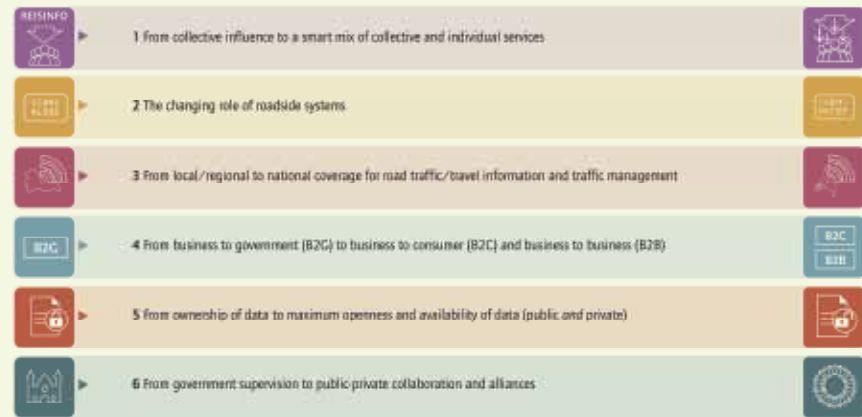 REISINFO
1 From collective influence to a smart mix of collective and individual services
2 The changing role of roadside systems
3 From local/regional to national coverage for road traffic/travel information and traffic management
B2G
4 From business to government (B2G) to business to consumer (B2C) and business to business (B2B)
B2C
B2B
5 From ownership of data to maximum openness and availability of data (public and private)
6 From government supervision to public-private collaboration and alliances